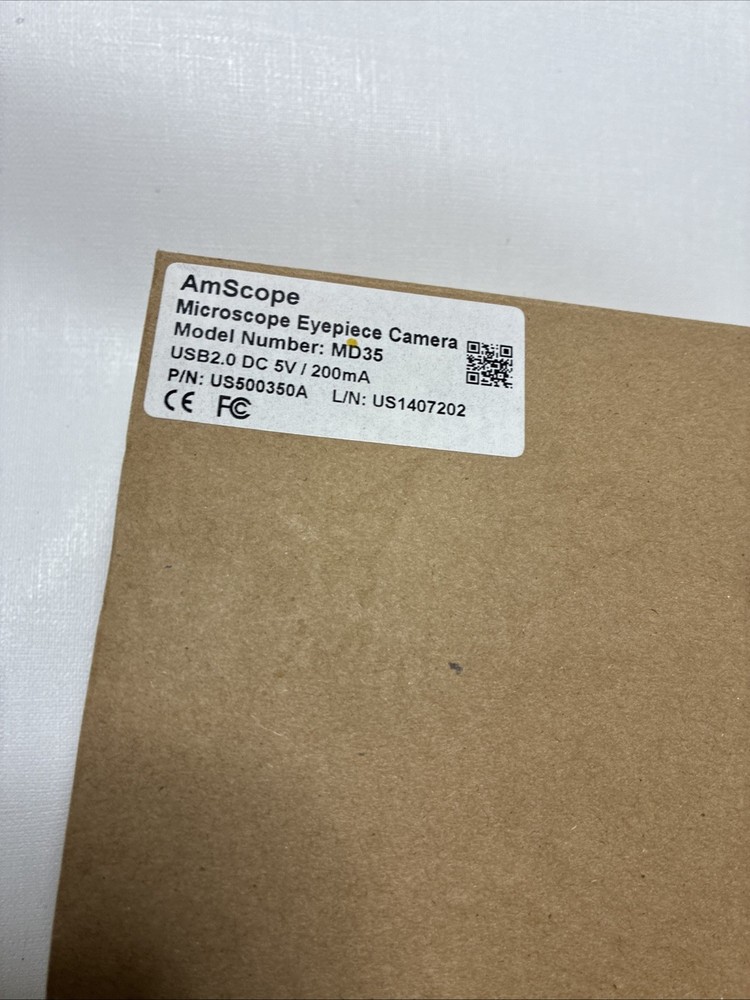 AmScope
Microscope Eyepiece Camera
Model Number: MD35
USB2.0 DC 5V / 200mA
P/N: US500350A L/N: US1407202
CE FC